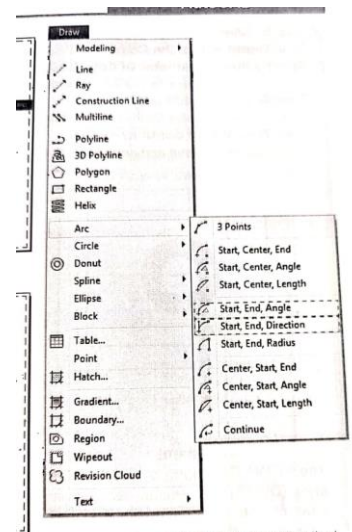 Draw
Modeling
Line
Ray
Construction Line
Multiline
Polyline
3D Polyline
Polygon
Rectangle
Helix
Arc
Circle
Donut
Spline
Ellipse
Block
Table...
Point
Hatch...
Gradient...
Boundary...
Region
Wipeout
Revision Cloud
Text
3 Points
Start, Center, End
Start, Center, Angle
Start, Center, Length
Start, End, Angle
Start, End, Direction
Start, End, Radius
Center, Start, End
Center, Start, Angle
Center, Start, Length
Continue